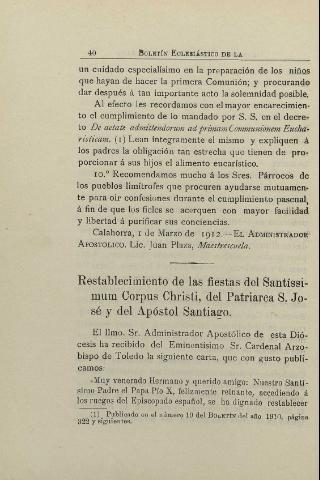 40 BOLETÍN ECLESIÁSTICO DE LA
un cuidado especialísimo en la preparación de los niños
que hayan de hacer la primera Comunión; y procurando
dar después á tan importante acto la solemnidad posible.
Al efecto les recordamos con el mayor encarecimien-
to el cumplimiento de lo mandado por S. S. en el decre-
to De aetate admittendorum ad primam Communionem Eucha-
risticam. (1) Lean íntegramente el mismo y expliquen á
los padres la obligación tan estrecha que tienen de pro-
porcionar á sus hijos el alimento eucarístico.
10.º Recomendamos mucho á los Sres. Párrocos de
los pueblos limítrofes que procuren ayudarse mutuamen-
te para oir confesiones durante el cumplimiento pascual,
á fin de que los fieles se acerquen con mayor facilidad
y libertad á purificar sus conciencias.
Calahorra, 1 de Marzo de 1912.—EL ADMINISTRADOR
APOSTOLICO. Lic. Juan Plaza, Maestrescuela.
Restablecimiento de las fiestas del Santísi-
mum Corpus Christi, del Patriarca S. Jo-
sé y del Apóstol Santiago.
El Ilmo. Sr. Administrador Apostólico de esta Dió-
cesis ha recibido del Eminentísimo Sr. Cardenal Arzo-
bispo de Toledo la siguiente carta, que con gusto publi-
camos:
«Muy venerado Hermano y querido amigo: Nuestro Santí-
simo Padre el Papa Pío X, felizmente reinante, accediendo á
los ruegos del Episcopado español, se ha dignado restablecer
(1) Publicado en el número 19 del BOLETÍN del año 1910, página
322 y siguientes.